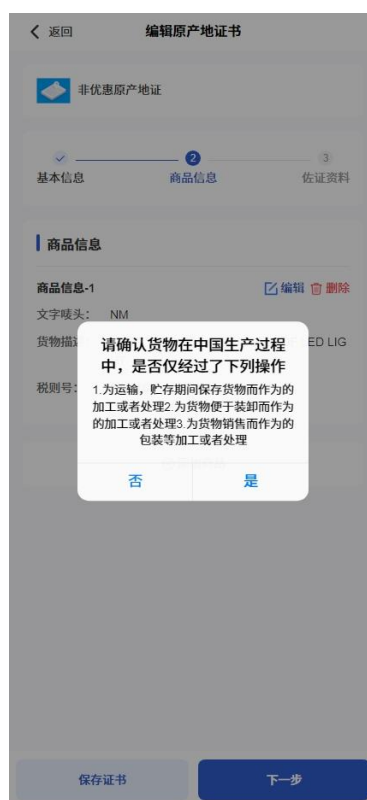 返回
编辑原产地证书
非优惠原产地证
2
3
基本信息
商品信息
佐证资料
商品信息
商品信息-1
编辑
删除
文字唛头：
NM
货物描述
ED LIG
税则号：
请确认货物在中国生产过程
中，是否仅经过了下列操作
1.为运输，贮存期间保存货物而作为的
加工或者处理2.为货物便于装卸而作为
的加工或者处理3.为货物销售而作为的
包装等加工或者处理
否
是
保存证书
下一步